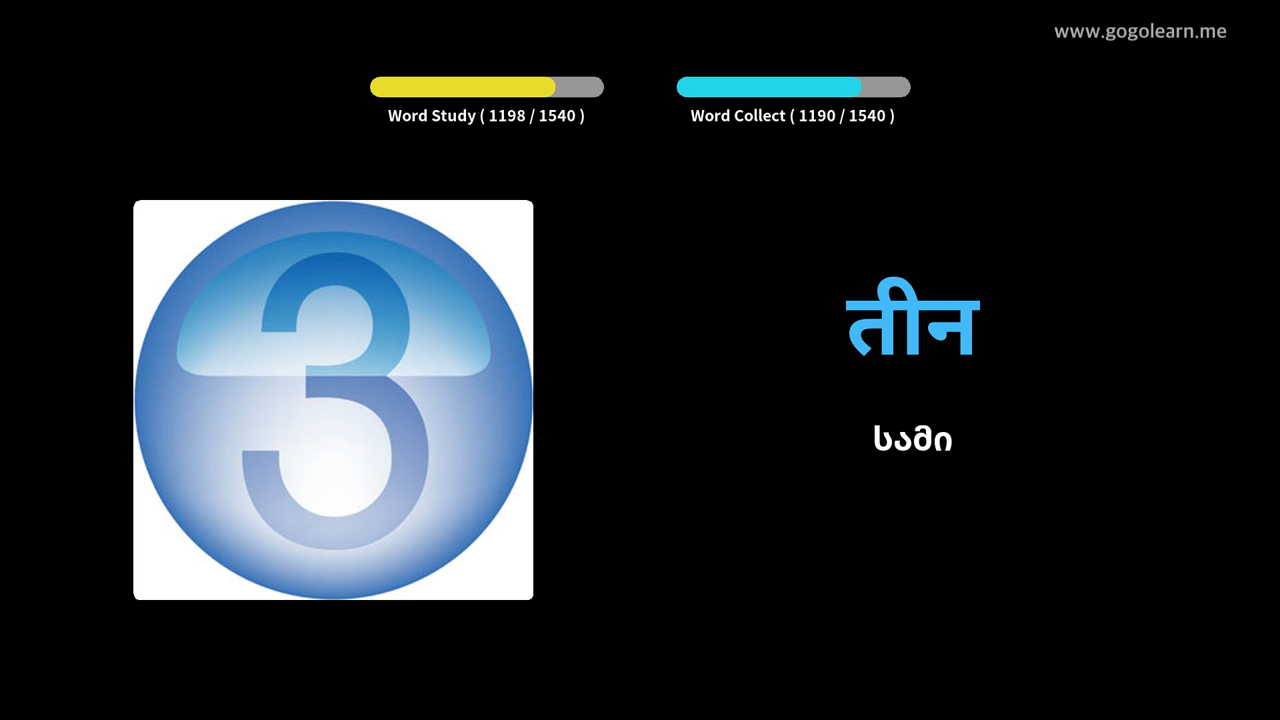 www.gogolearn.me
Word Study ( 1198 / 1540 )
Word Collect ( 1190 / 1540 )
3
तीन
სამი